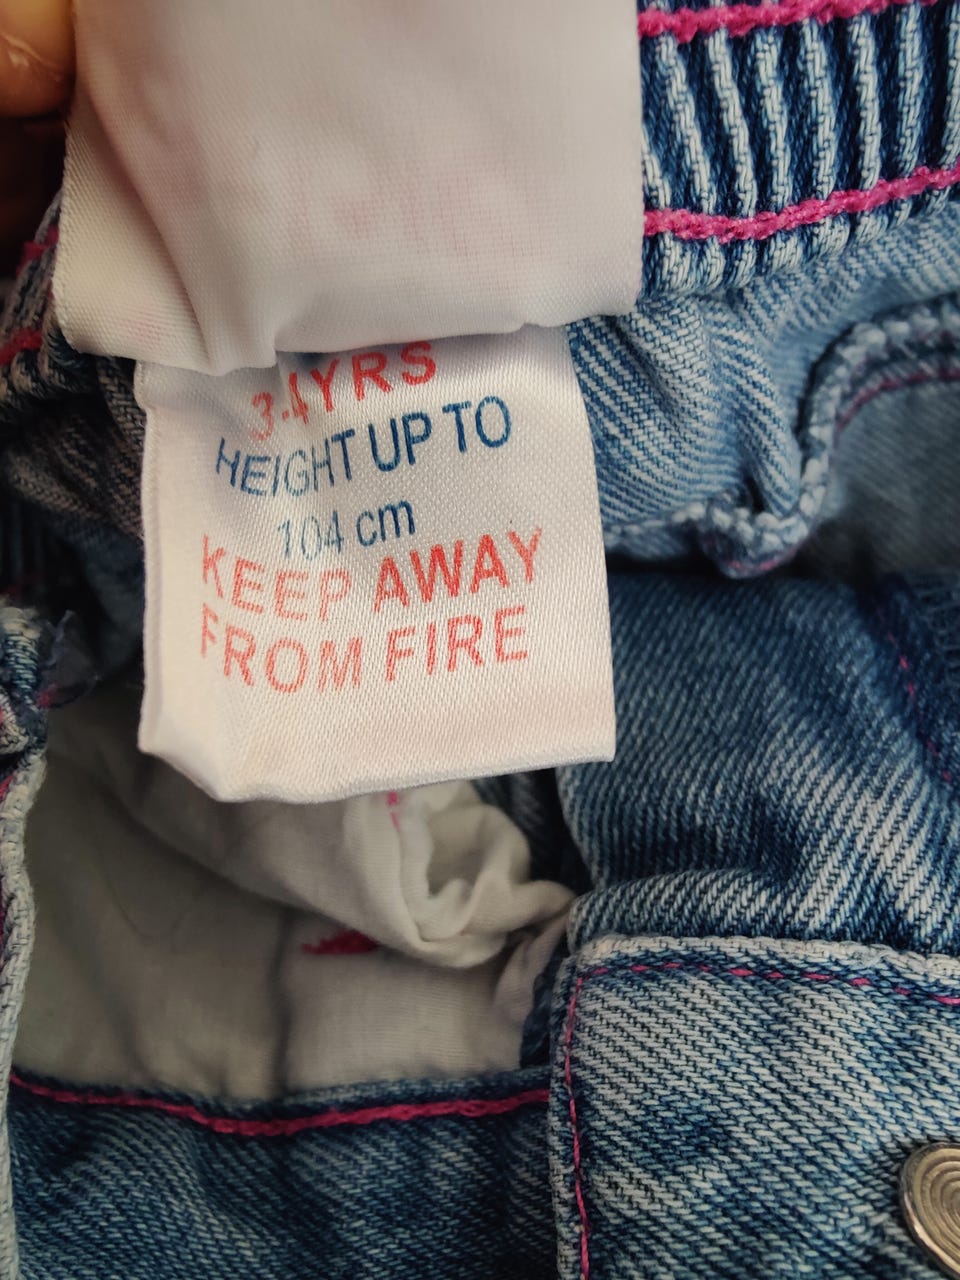 3-4YRS
HEIGHT UP TO
104 cm
KEEP AWAY
FROM FIRE